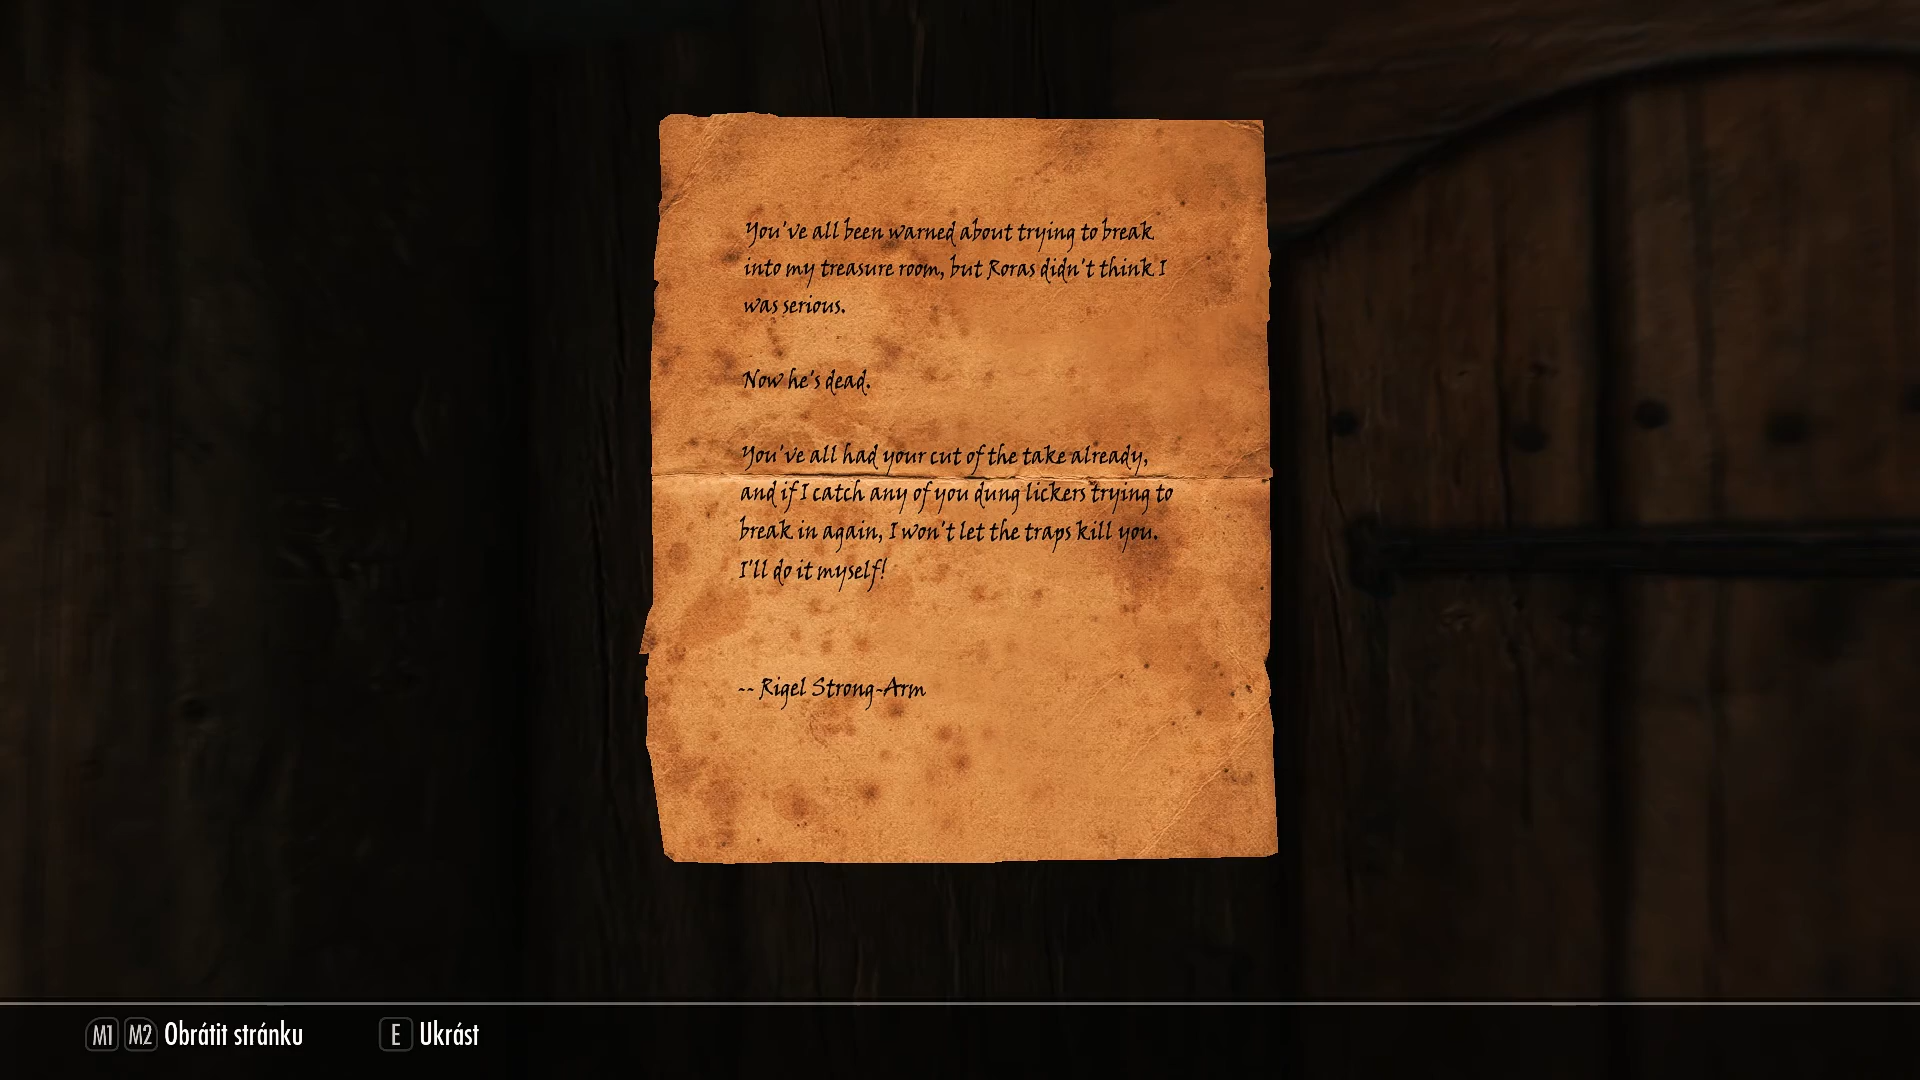 You've all been warned about trying to break
into my treasure room, but Roras didn't think I
was serious.
Now he's dead.
You've all had your cut of the take already,
and if I catch any of you dung lickers trying to
break in again, I won't let the traps kill you.
I'll do it myself!
-- Rigel Strong-Arm
M1 M2 Obrátit stránku E Ukrást